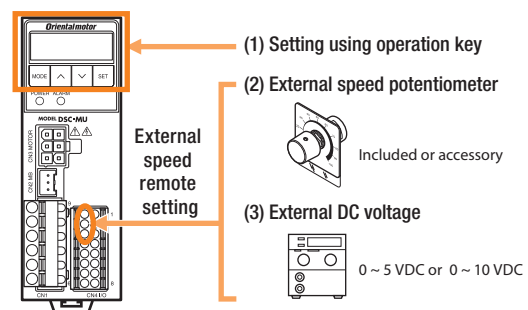 Orientalmotor
MODE
SET
POWER ALARM
MODEL DSC•MU
CN3 MOTOR
CN2 MB
CN1
CN4 I/O
1
8
(1) Setting using operation key
(2) External speed potentiometer
External
speed
remote
setting
Included or accessory
(3) External DC voltage
0 ~ 5 VDC or 0 ~ 10 VDC